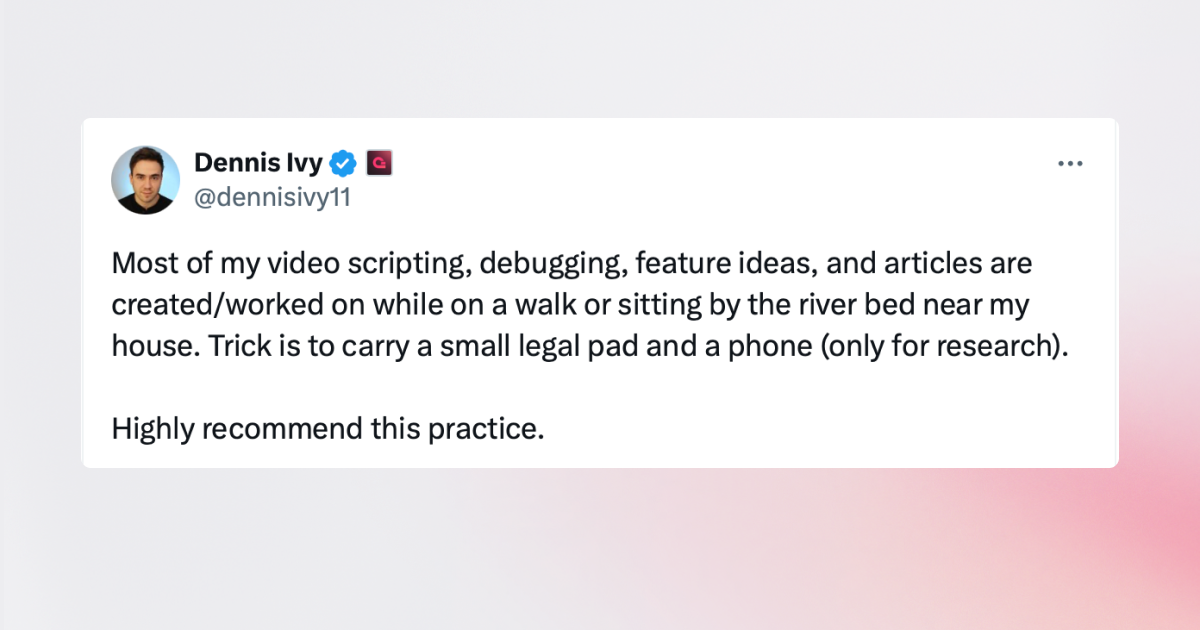 Dennis Ivy
@dennisivy11
Most of my video scripting, debugging, feature ideas, and articles are
created/worked on while on a walk or sitting by the river bed near my
house. Trick is to carry a small legal pad and a phone (only for research).
Highly recommend this practice.